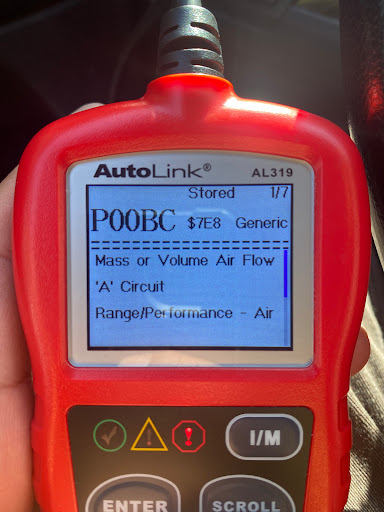 AutoLink® AL319
Stored 1/7
P00BC $7E8 Generic
Mass or Volume Air Flow
'A' Circuit
Range/Performance - Air
I/M
ENTER SCROLL